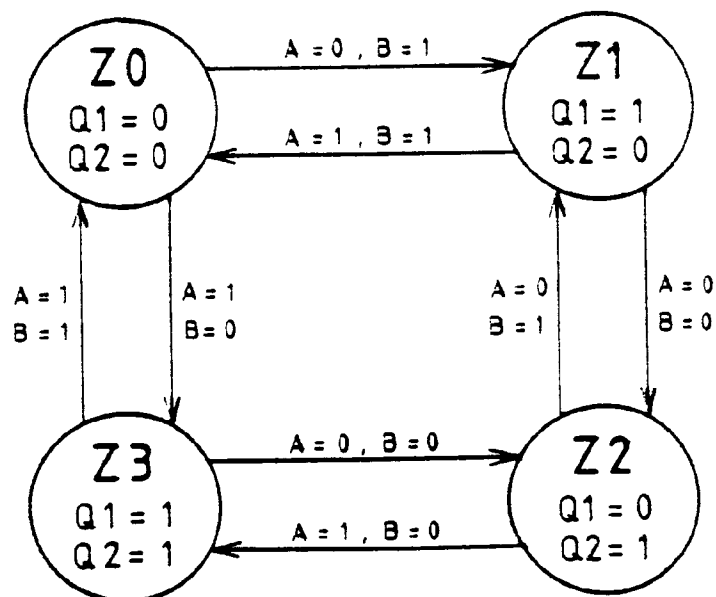 Z0
Q1 = 0
Q2 = 0
A = 0 , B = 1
A = 1 , B = 1
Z1
Q1 = 1
Q2 = 0
A = 1
B = 1
A = 1
B = 0
A = 0
B = 1
A = 0
B = 0
Z3
Q1 = 1
Q2 = 1
A = 0 , B = 0
A = 1 , B = 0
Z2
Q1 = 0
Q2 = 1